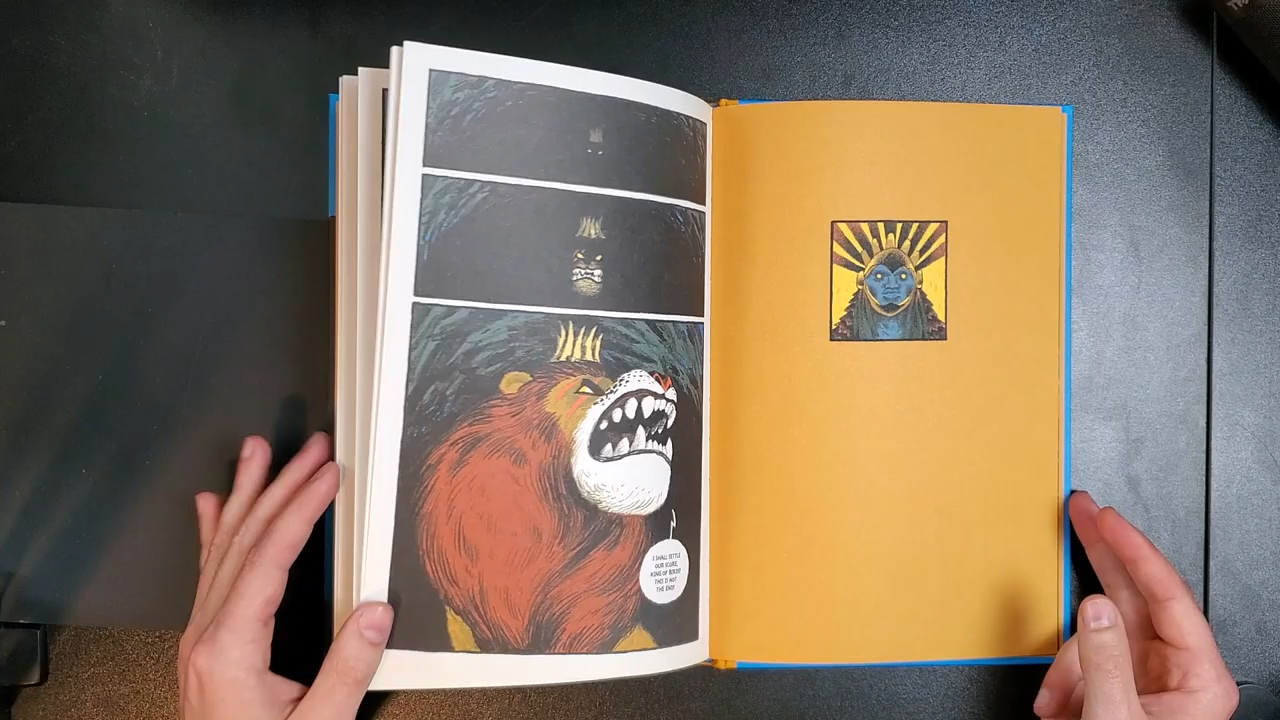 I SHALL SETTLE
OUR SCORE,
KING OF BIRDS!
THIS IS NOT
THE END!